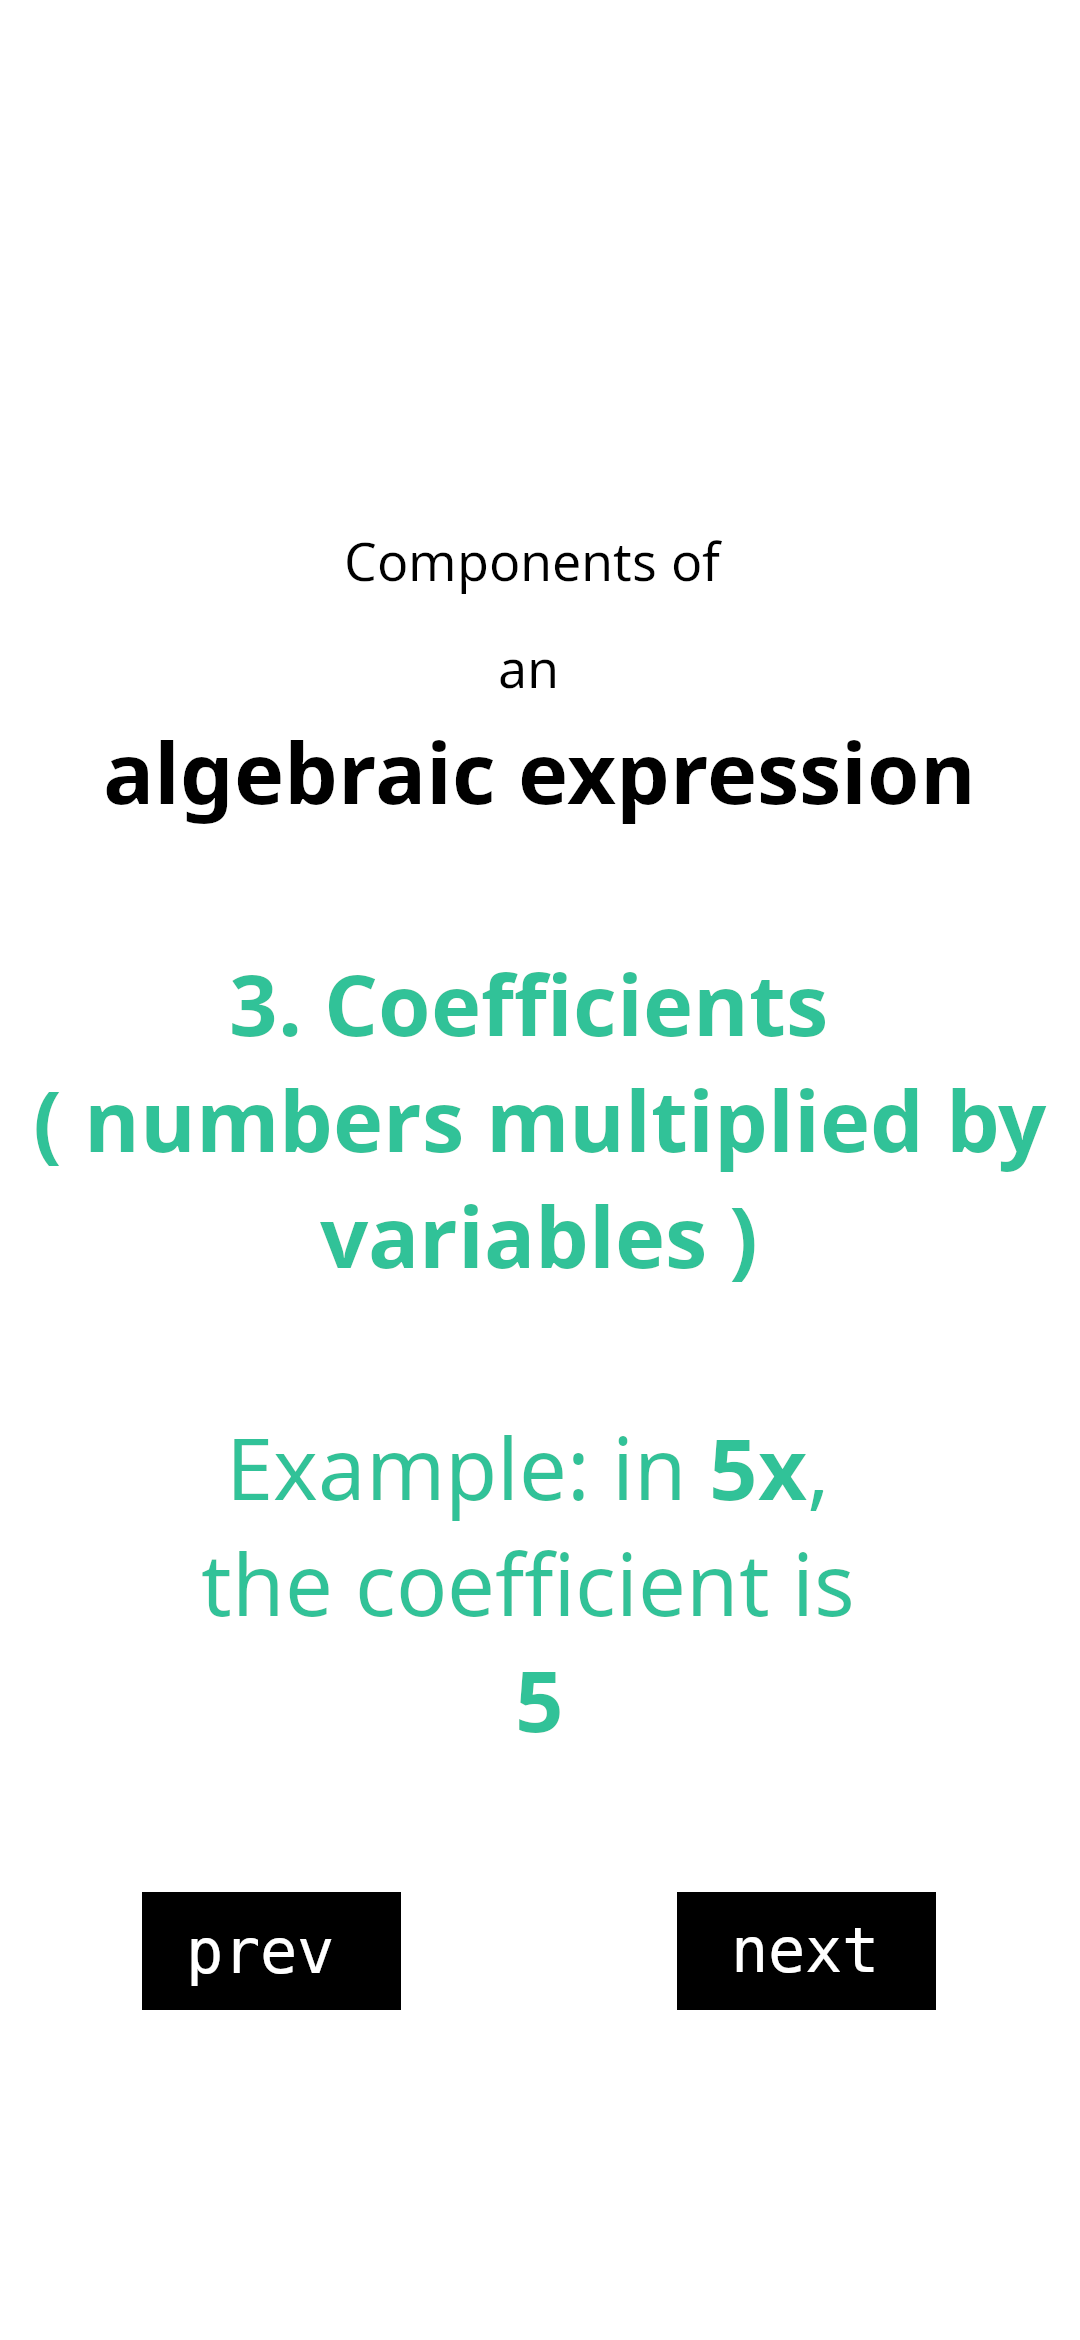 Components of
an
algebraic expression
3. Coefficients
( numbers multiplied by
variables )
Example: in 5x,
the coefficient is
5
prev
next